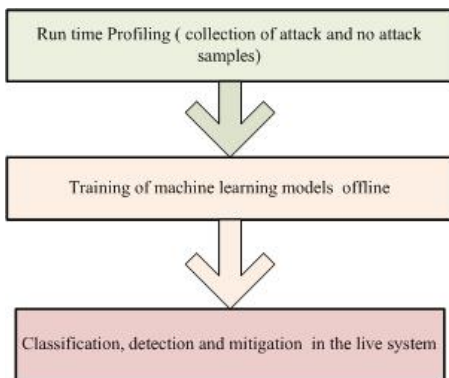 Run time Profiling ( collection of attack and no attack
samples)
Training of machine learning models  offline
Classification, detection and mitigation  in the live system